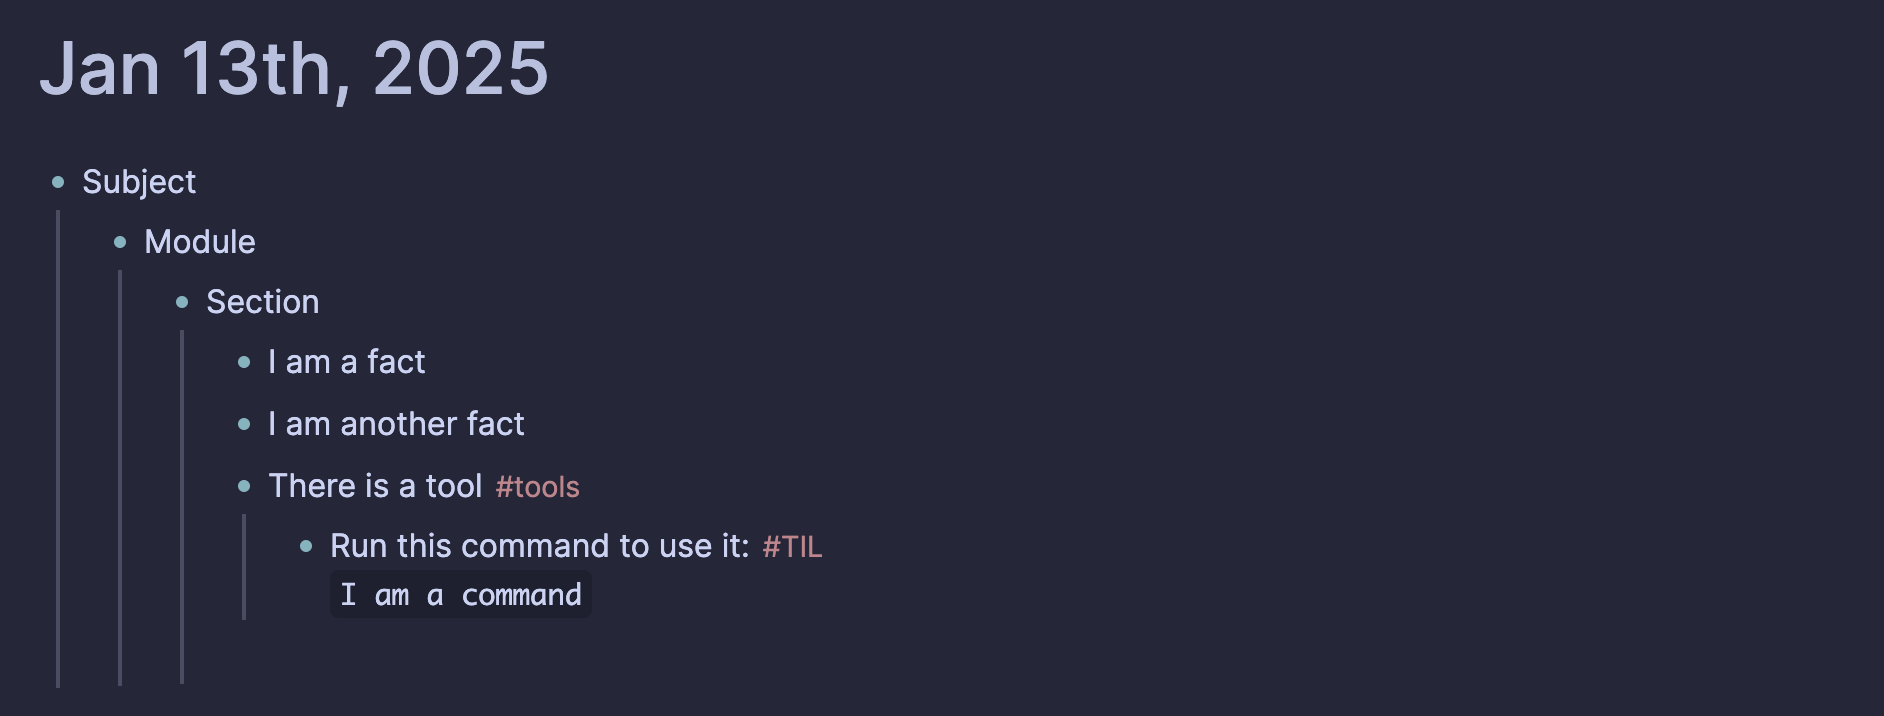 Jan 13th, 2025
Subject
Module
Section
I am a fact
I am another fact
There is a tool #tools
Run this command to use it: #TIL
I am a command